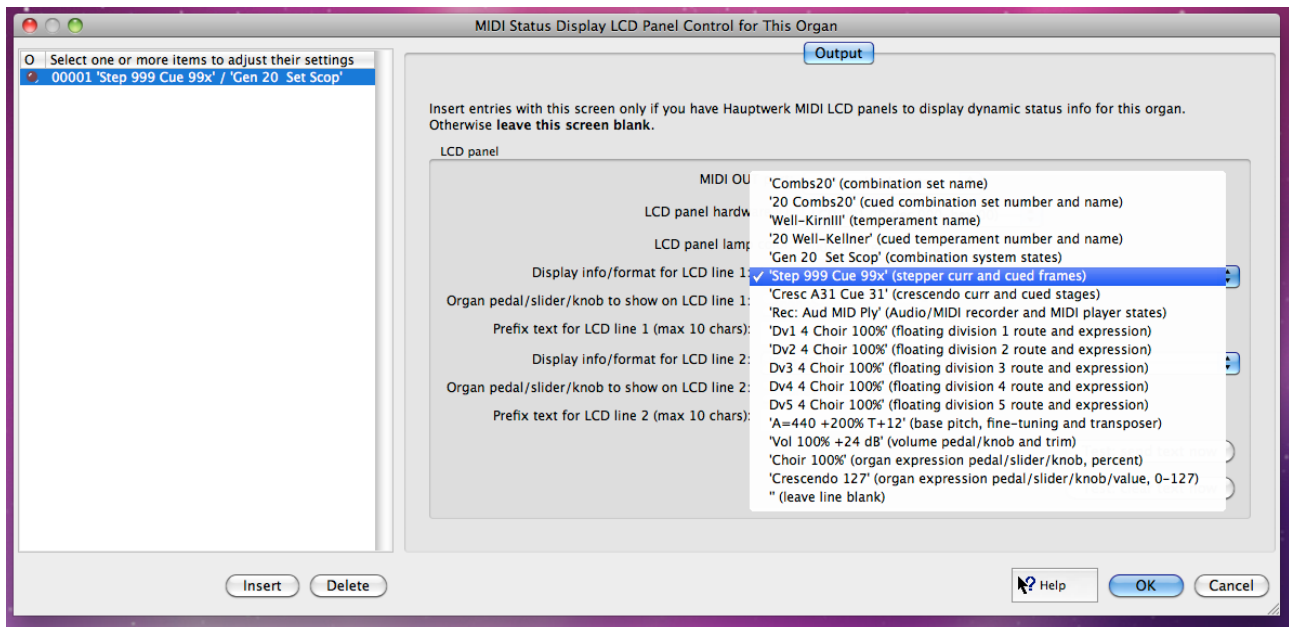 MIDI Status Display LCD Panel Control for This Organ
O Select one or more items to adjust their settings
00001 'Step 999 Cue 99x' / 'Gen 20  Set Scop'
Output
Insert entries with this screen only if you have Hauptwerk MIDI LCD panels to display dynamic status info for this organ.
Otherwise leave this screen blank.
LCD panel
MIDI OU
LCD panel hardw
LCD panel lamp
Display info/format for LCD line 1:
Organ pedal/slider/knob to show on LCD line 1:
Prefix text for LCD line 1 (max 10 chars):
Display info/format for LCD line 2:
Organ pedal/slider/knob to show on LCD line 2:
Prefix text for LCD line 2 (max 10 chars):
'Combs20' (combination set name)
'20 Combs20' (cued combination set number and name)
'Well-KirnIII' (temperament name)
'20 Well-Kellner' (cued temperament number and name)
'Gen 20  Set Scop' (combination system states)
✓ 'Step 999 Cue 99x' (stepper curr and cued frames)
'Cresc A31 Cue 31' (crescendo curr and cued stages)
'Rec: Aud MID Ply' (Audio/MIDI recorder and MIDI player states)
'Dv1 4 Choir 100%' (floating division 1 route and expression)
'Dv2 4 Choir 100%' (floating division 2 route and expression)
Dv3 4 Choir 100%' (floating division 3 route and expression)
Dv4 4 Choir 100%' (floating division 4 route and expression)
Dv5 4 Choir 100%' (floating division 5 route and expression)
'A=440 +200% T+12' (base pitch, fine-tuning and transposer)
'Vol 100% +24 dB' (volume pedal/knob and trim)
'Choir 100%' (organ expression pedal/slider/knob, percent)
'Crescendo 127' (organ expression pedal/slider/knob/value, 0-127)
'' (leave line blank)
Insert
Delete
Help
OK
Cancel